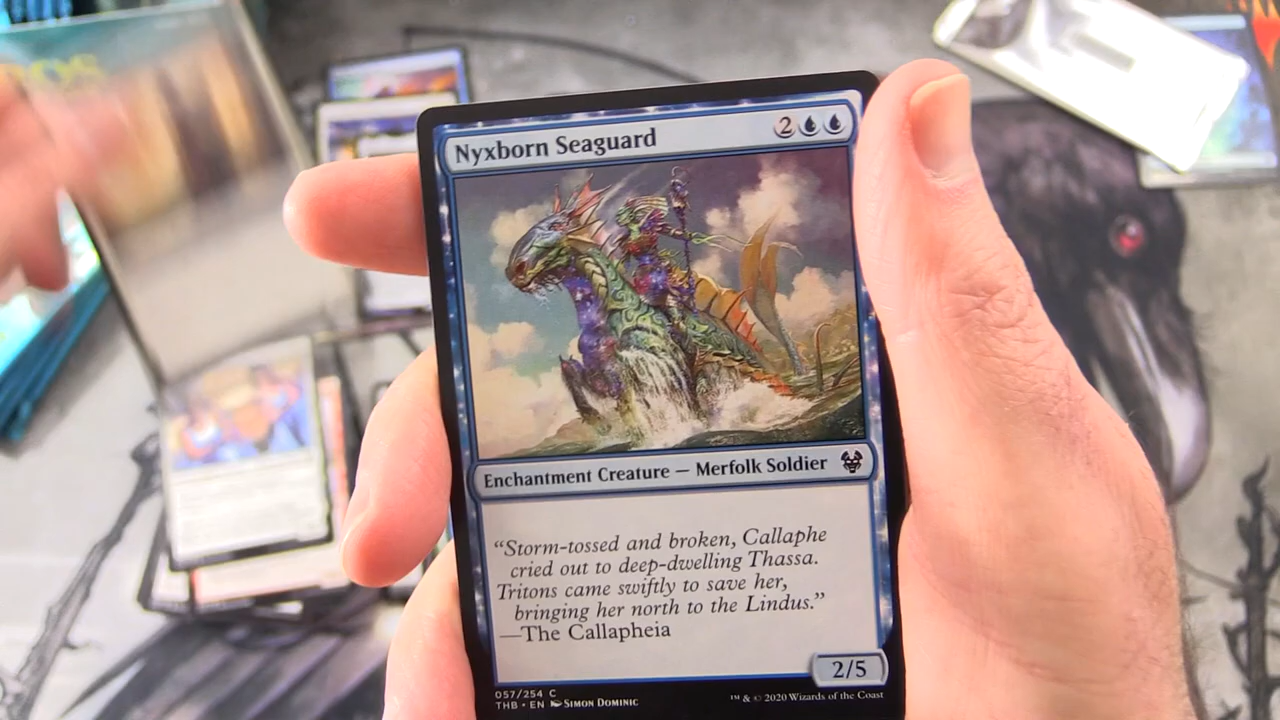 Nyxborn Seaguard 2
Enchantment Creature — Merfolk Soldier
“Storm-tossed and broken, Callaphe
cried out to deep-dwelling Thassa.
Tritons came swiftly to save her,
bringing her north to the Lindus.”
—The Callapheia
2/5
057/254 C
THB • EN SIMON DOMINIC
™ & © 2020 Wizards of the Coast